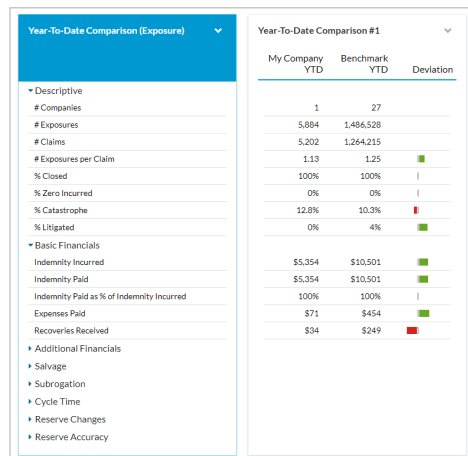 Year-To-Date Comparison (Exposure)
Year-To-Date Comparison #1
My Company YTD Benchmark YTD Deviation
Descriptive
# Companies 1 27
# Exposures 5,884 1,486,528
# Claims 5,202 1,264,215
# Exposures per Claim 1.13 1.25
% Closed 100% 100%
% Zero Incurred 0% 0%
% Catastrophe 12.8% 10.3%
% Litigated 0% 4%
Basic Financials
Indemnity Incurred $5,354 $10,501
Indemnity Paid $5,354 $10,501
Indemnity Paid as % of Indemnity Incurred 100% 100%
Expenses Paid $71 $454
Recoveries Received $34 $249
Additional Financials
Salvage
Subrogation
Cycle Time
Reserve Changes
Reserve Accuracy